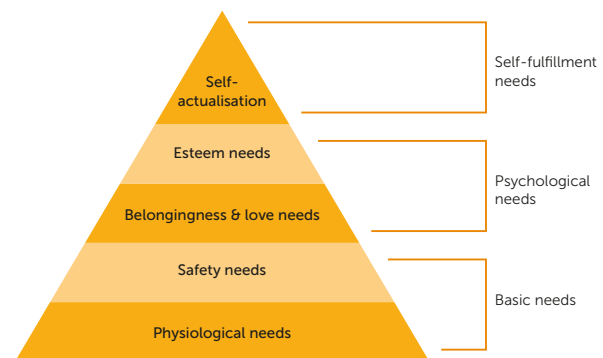 Self-
actualisation
Esteem needs
Belongingness & love needs
Safety needs
Physiological needs
Self-fulfillment
needs
Psychological
needs
Basic needs